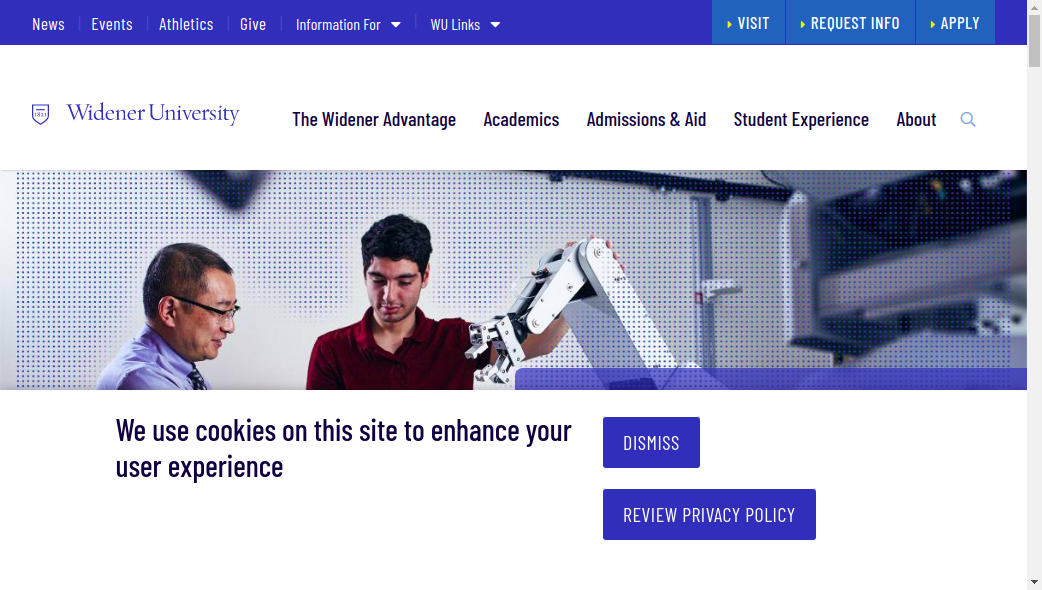 News Events Athletics Give Information For WU Links VISIT REQUEST INFO APPLY
1821
Widener University
The Widener Advantage Academics Admissions & Aid Student Experience About
We use cookies on this site to enhance your
user experience
DISMISS
REVIEW PRIVACY POLICY